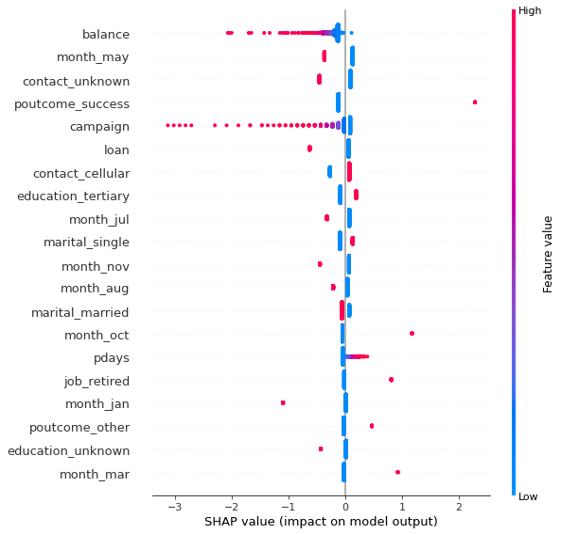 High
balance
month_may
contact_unknown
poutcome_success
campaign
loan
contact_cellular
education_tertiary
month_jul
marital_single
month_nov
month_aug
marital_married
month_oct
pdays
job_retired
month_jan
poutcome_other
education_unknown
month_mar
Feature value
Low
−3 −2 −1 0 1 2
SHAP value (impact on model output)